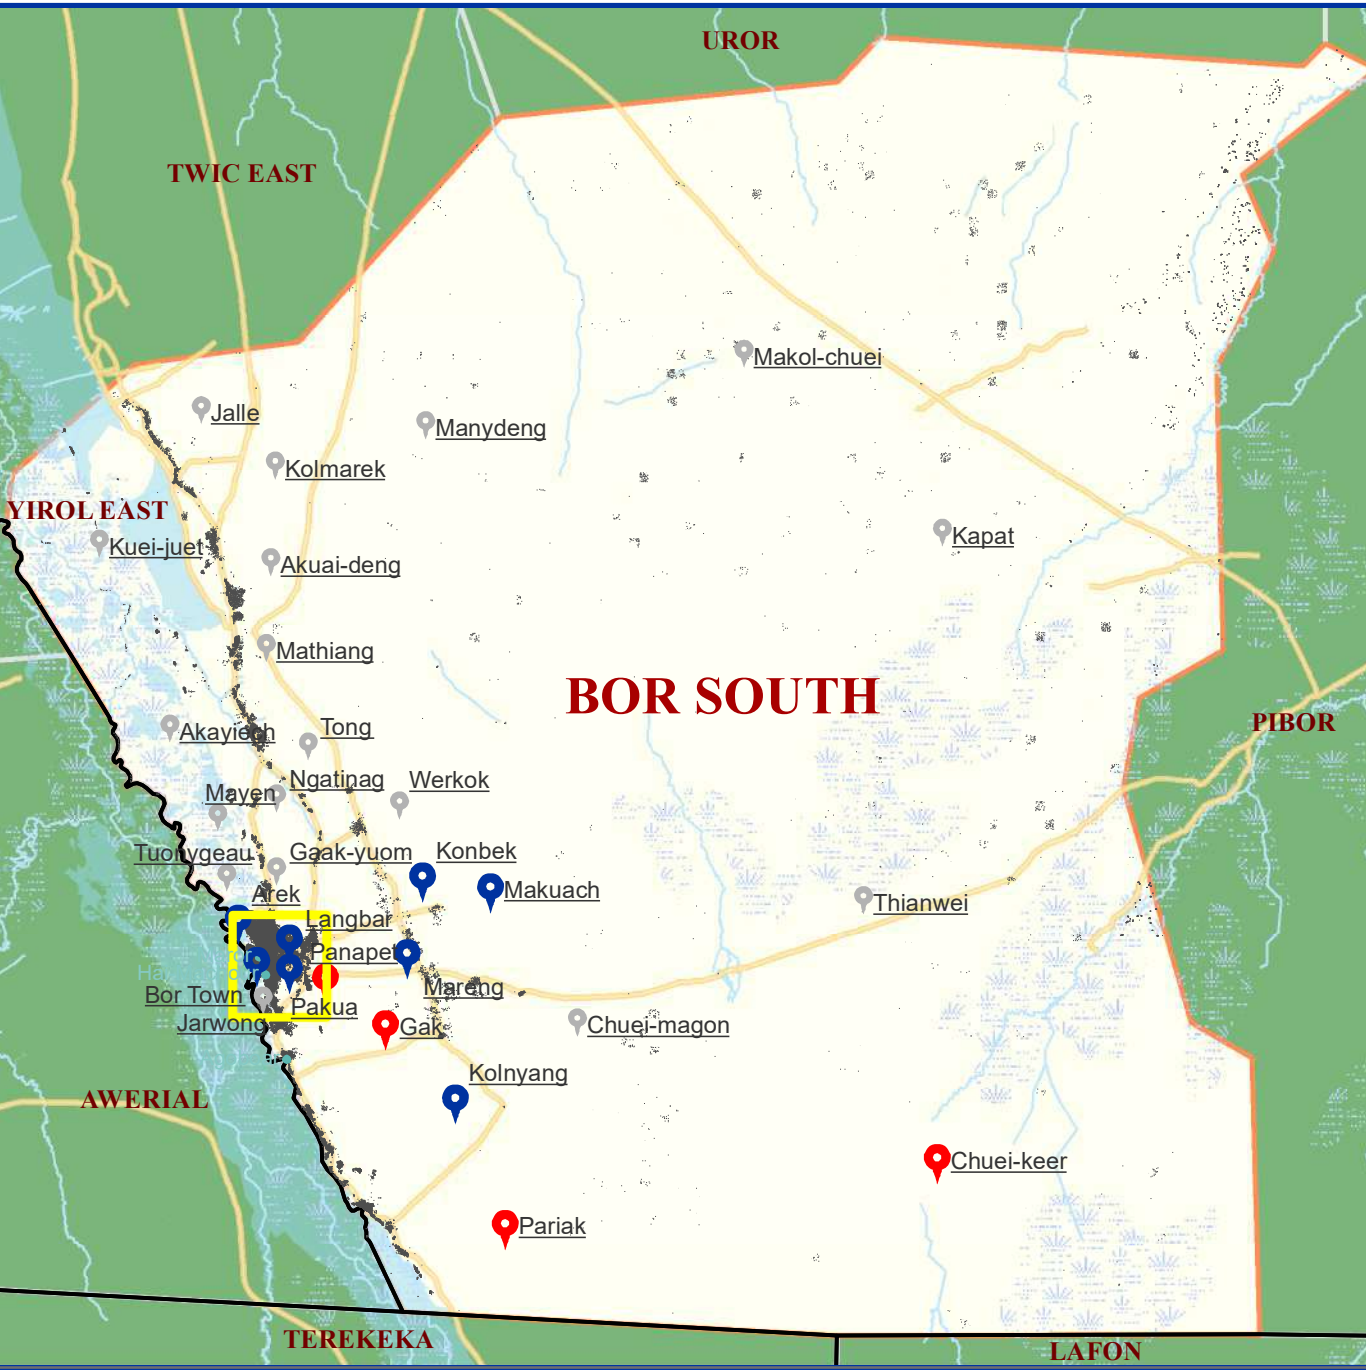 UROR
TWIC EAST
Makol-chuei
Jalle
Manydeng
Kolmarek
YIROL EAST
Kuei-juet
Kapat
Akuai-deng
Mathiang
BOR SOUTH
PIBOR
Akayiech
Tong
Ngatinag
Werkok
Mayen
Tuonygeau
Gaak-yuom
Konbek
Makuach
Arek
Thianwei
Langbar
Panapet
Mareng
Bor Town
Pakua
Jarwong
Gak
Chuei-magon
Kolnyang
AWERIAL
Chuei-keer
Pariak
TEREKEKA
LAFON